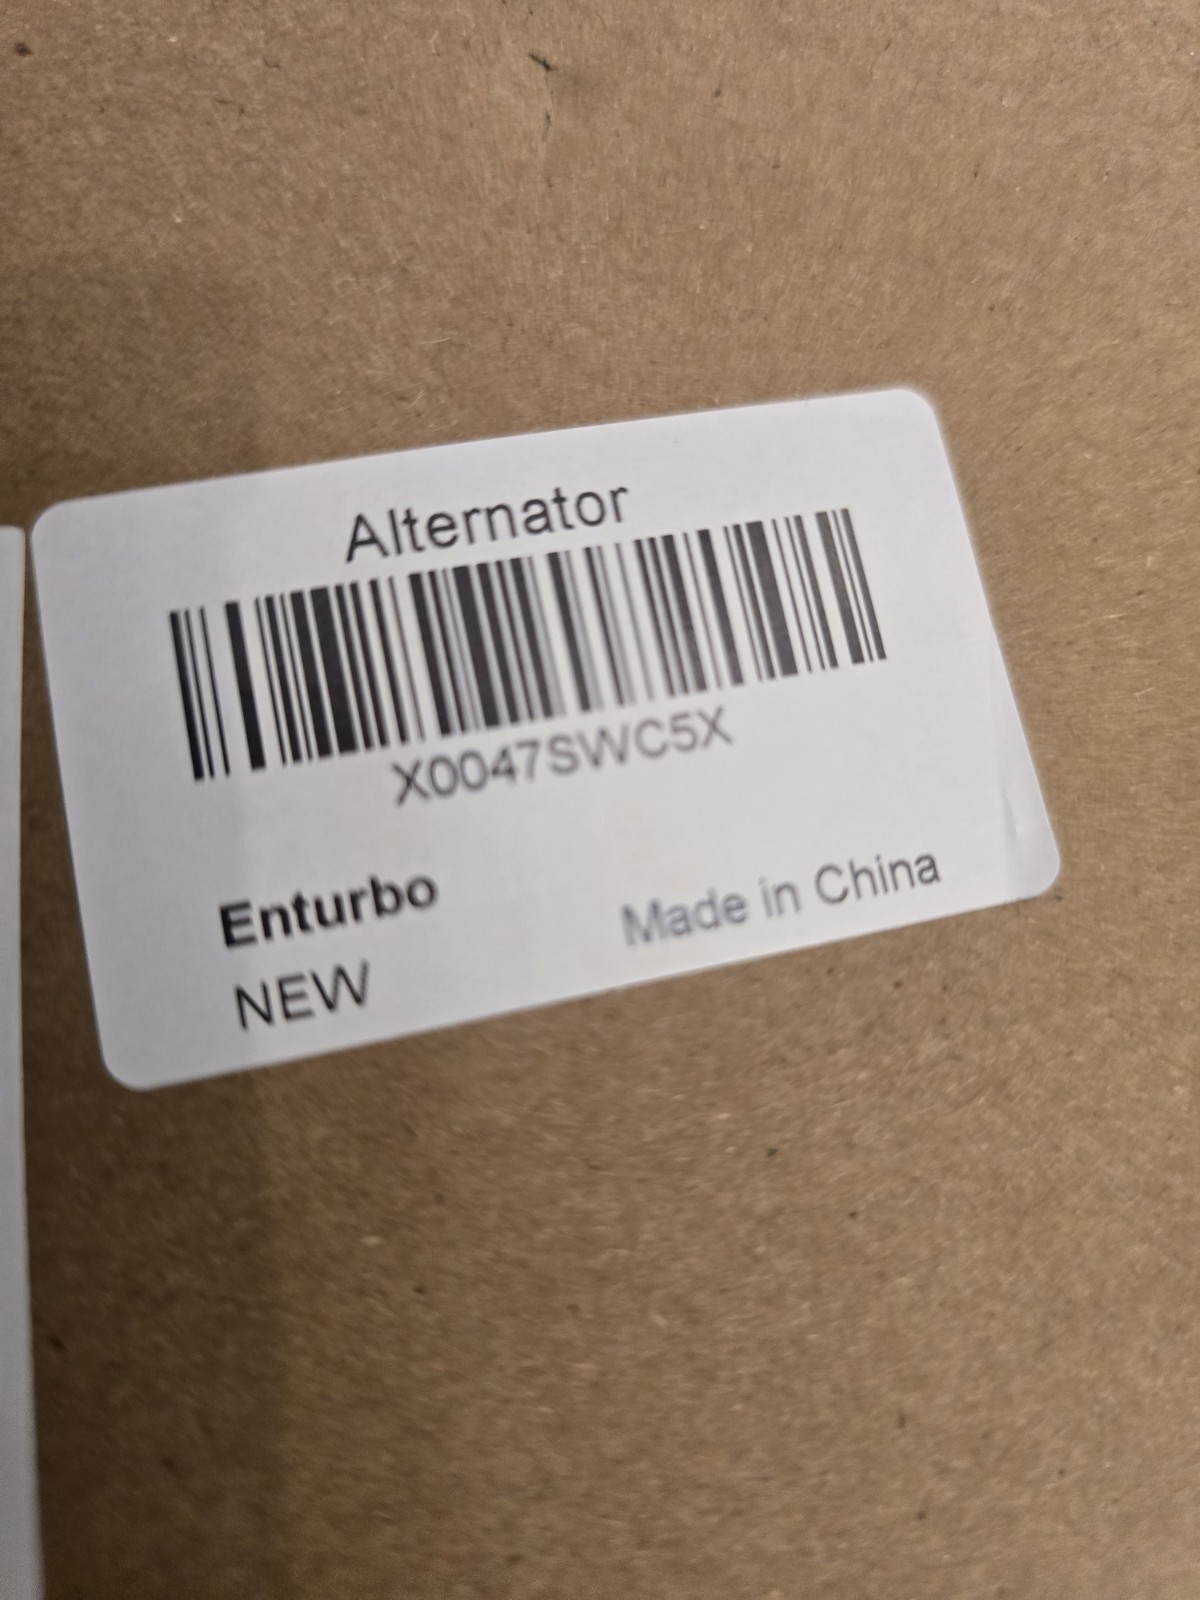 Alternator
X0047SWC5X
Enturbo
Made in China
NEW